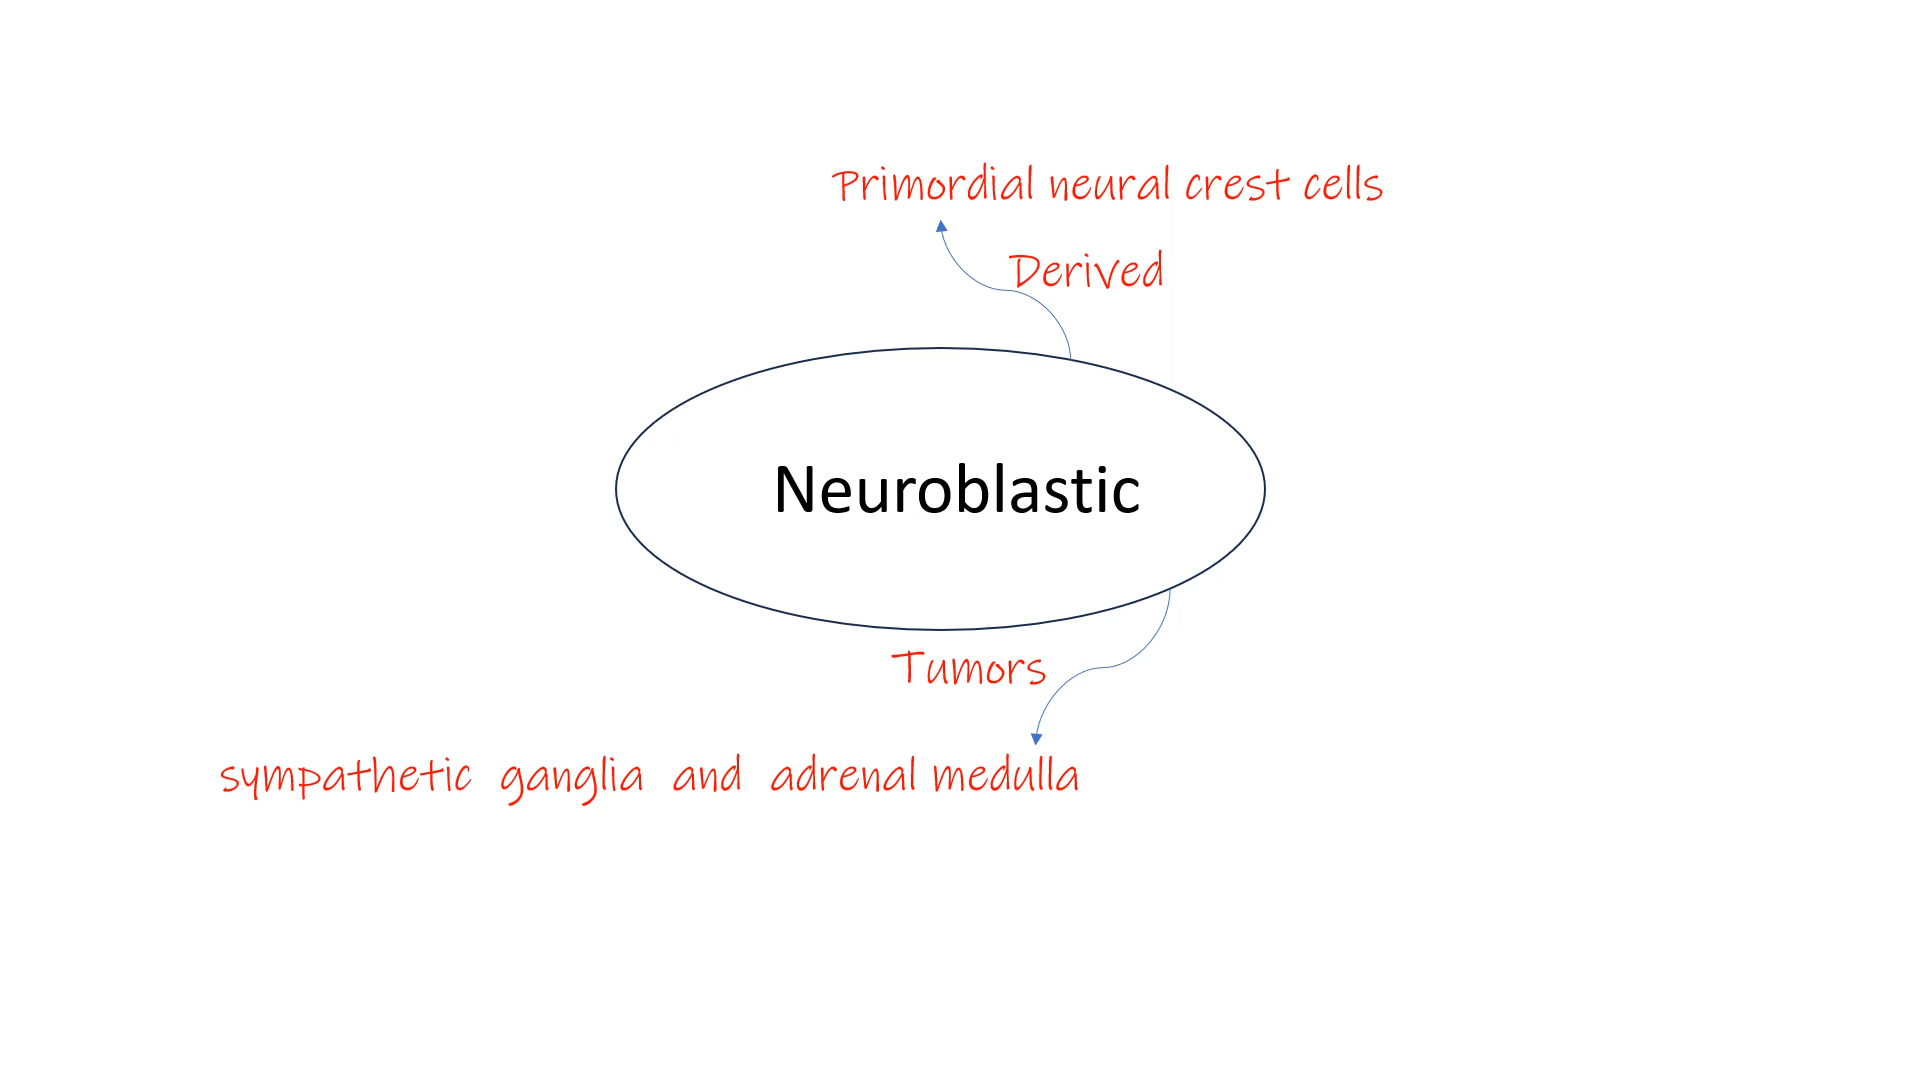 Primordial neural crest cells
Derived
Neuroblastic
Tumors
sympathetic ganglia and adrenal medulla